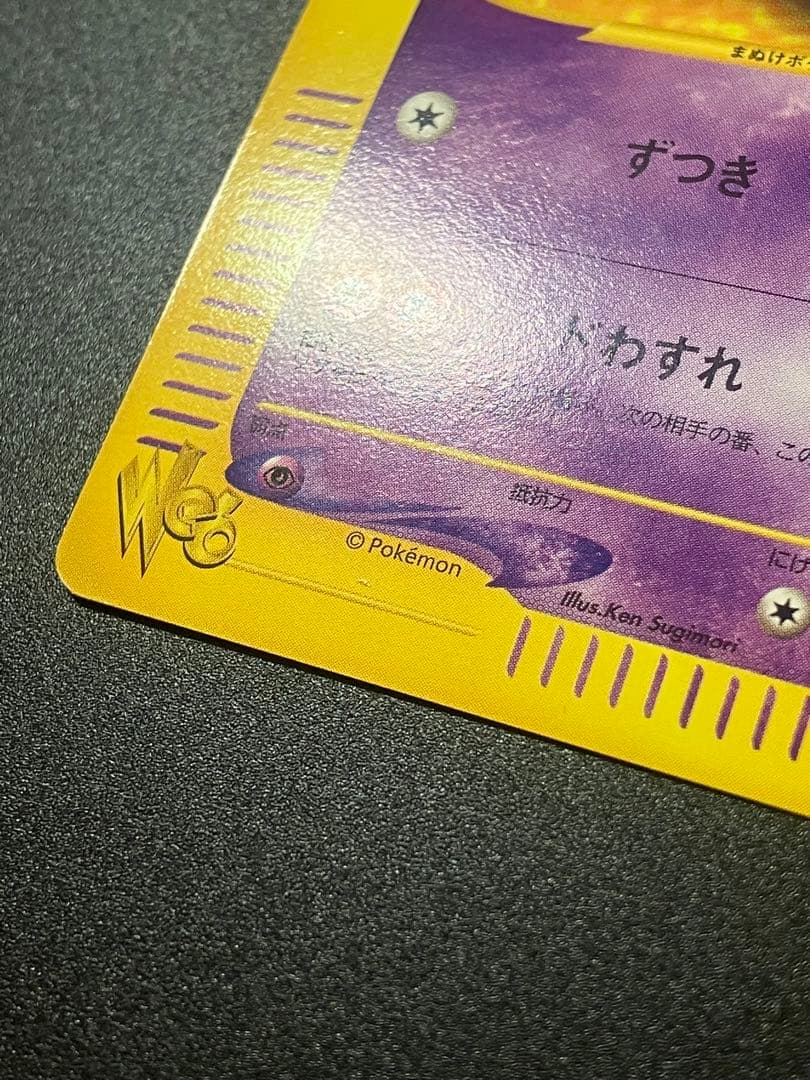 まぬけポ
ずつき
ドわすれ
次の相手の番、この
弱点
抵抗力
にげ
Web
© Pokémon
Illus.Ken Sugimori